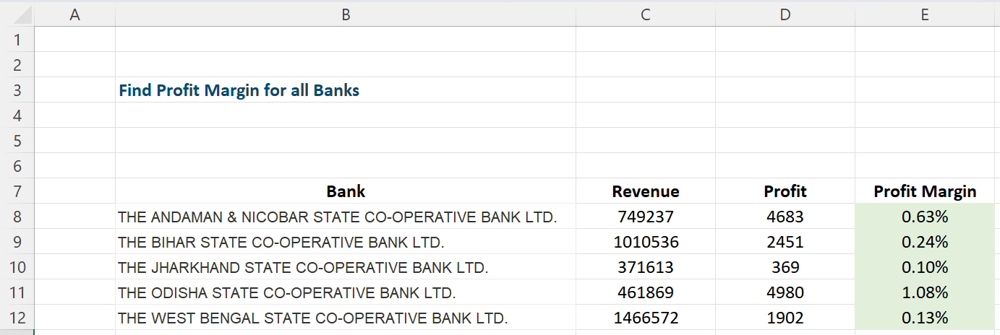 A B C D E
1
2
3 Find Profit Margin for all Banks
4
5
6
7 Bank Revenue Profit Profit Margin
8 THE ANDAMAN & NICOBAR STATE CO-OPERATIVE BANK LTD. 749237 4683 0.63%
9 THE BIHAR STATE CO-OPERATIVE BANK LTD. 1010536 2451 0.24%
10 THE JHARKHAND STATE CO-OPERATIVE BANK LTD. 371613 369 0.10%
11 THE ODISHA STATE CO-OPERATIVE BANK LTD. 461869 4980 1.08%
12 THE WEST BENGAL STATE CO-OPERATIVE BANK LTD. 1466572 1902 0.13%